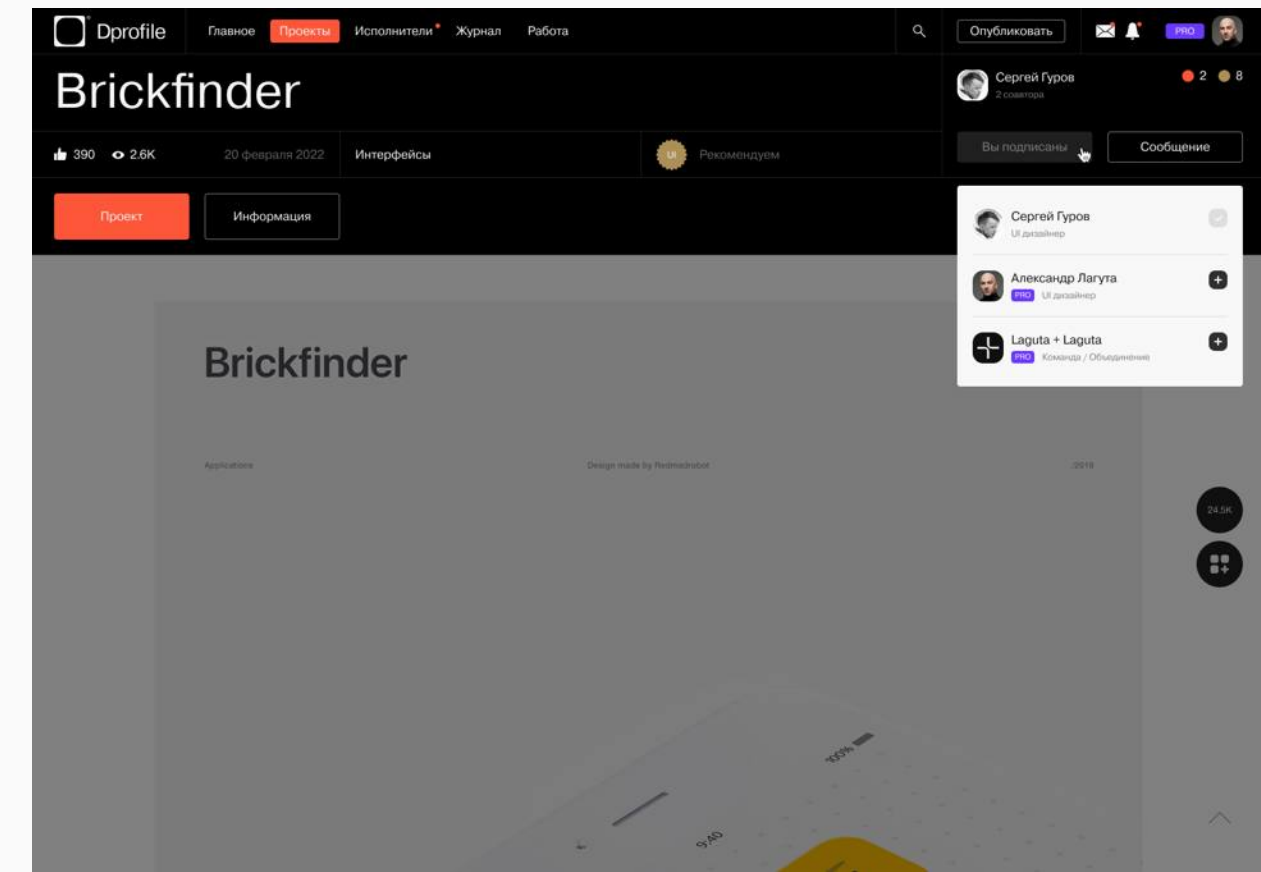 Dprofile
Главное
Проекты
Исполнители
Журнал
Работа
Опубликовать
PRO
Brickfinder
Сергей Гуров
2 соавтора
2
8
390
2.6K
20 февраля 2022
Интерфейсы
UI
Рекомендуем
Вы подписаны
Сообщение
Проект
Информация
Сергей Гуров
UI дизайнер
Александр Лагута
PRO UI дизайнер
Laguta + Laguta
PRO Команда / Объединение
Brickfinder
Applications
Design made by Redmadrobot
24.5K
100%
9:40